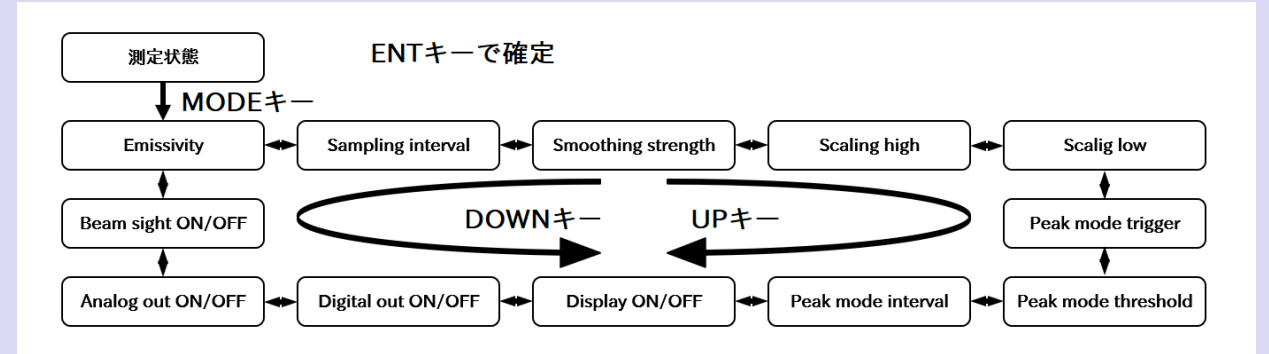 測定状態
ENTキーで確定
MODEキー
Emissivity
Sampling interval
Smoothing strength
Scaling high
Scalig low
Beam sight ON/OFF
DOWNキー
UPキー
Peak mode trigger
Analog out ON/OFF
Digital out ON/OFF
Display ON/OFF
Peak mode interval
Peak mode threshold